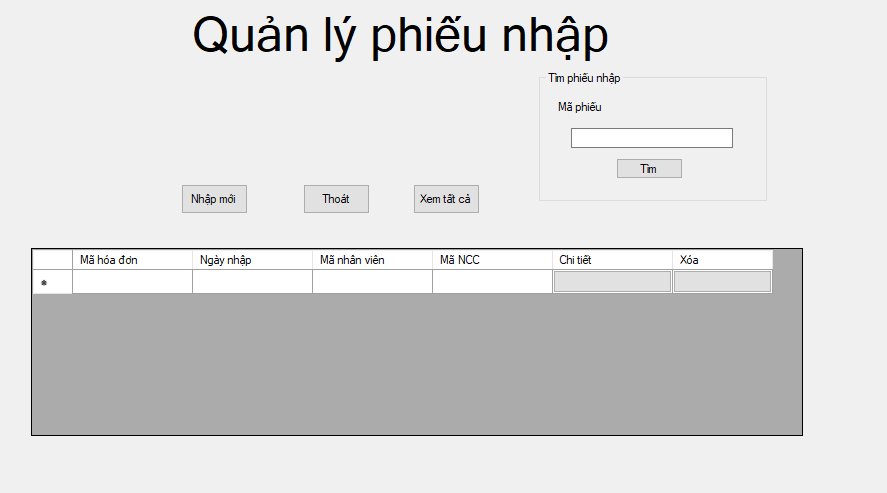 Quản lý phiếu nhập
Tìm phiếu nhập
Mã phiếu
Tìm
Nhập mới
Thoát
Xem tất cả
Mã hóa đơn
Ngày nhập
Mã nhân viên
Mã NCC
Chi tiết
Xóa